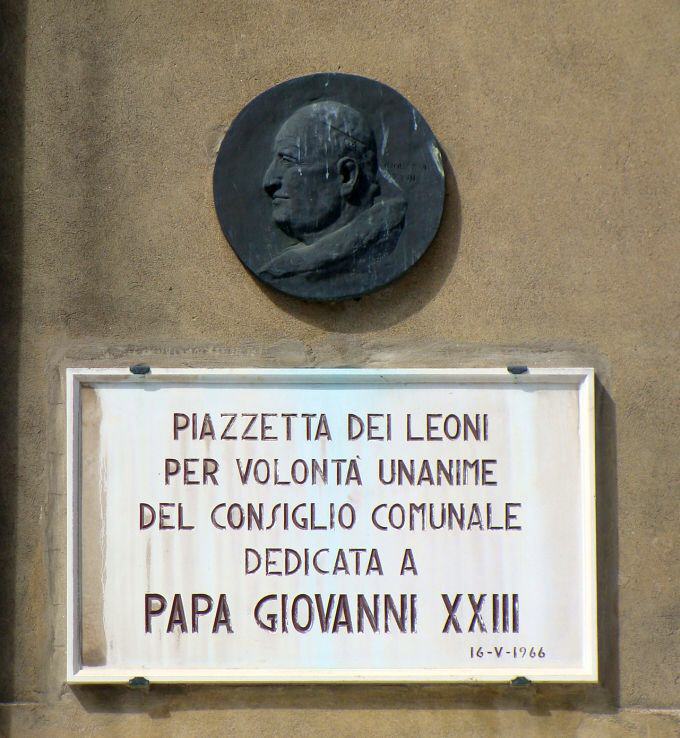 PIAZZETTA DEI LEONI
PER VOLONTÀ UNANIME
DEL CONSIGLIO COMUNALE
DEDICATA A
PAPA GIOVANNI XXIII
16-V-1966